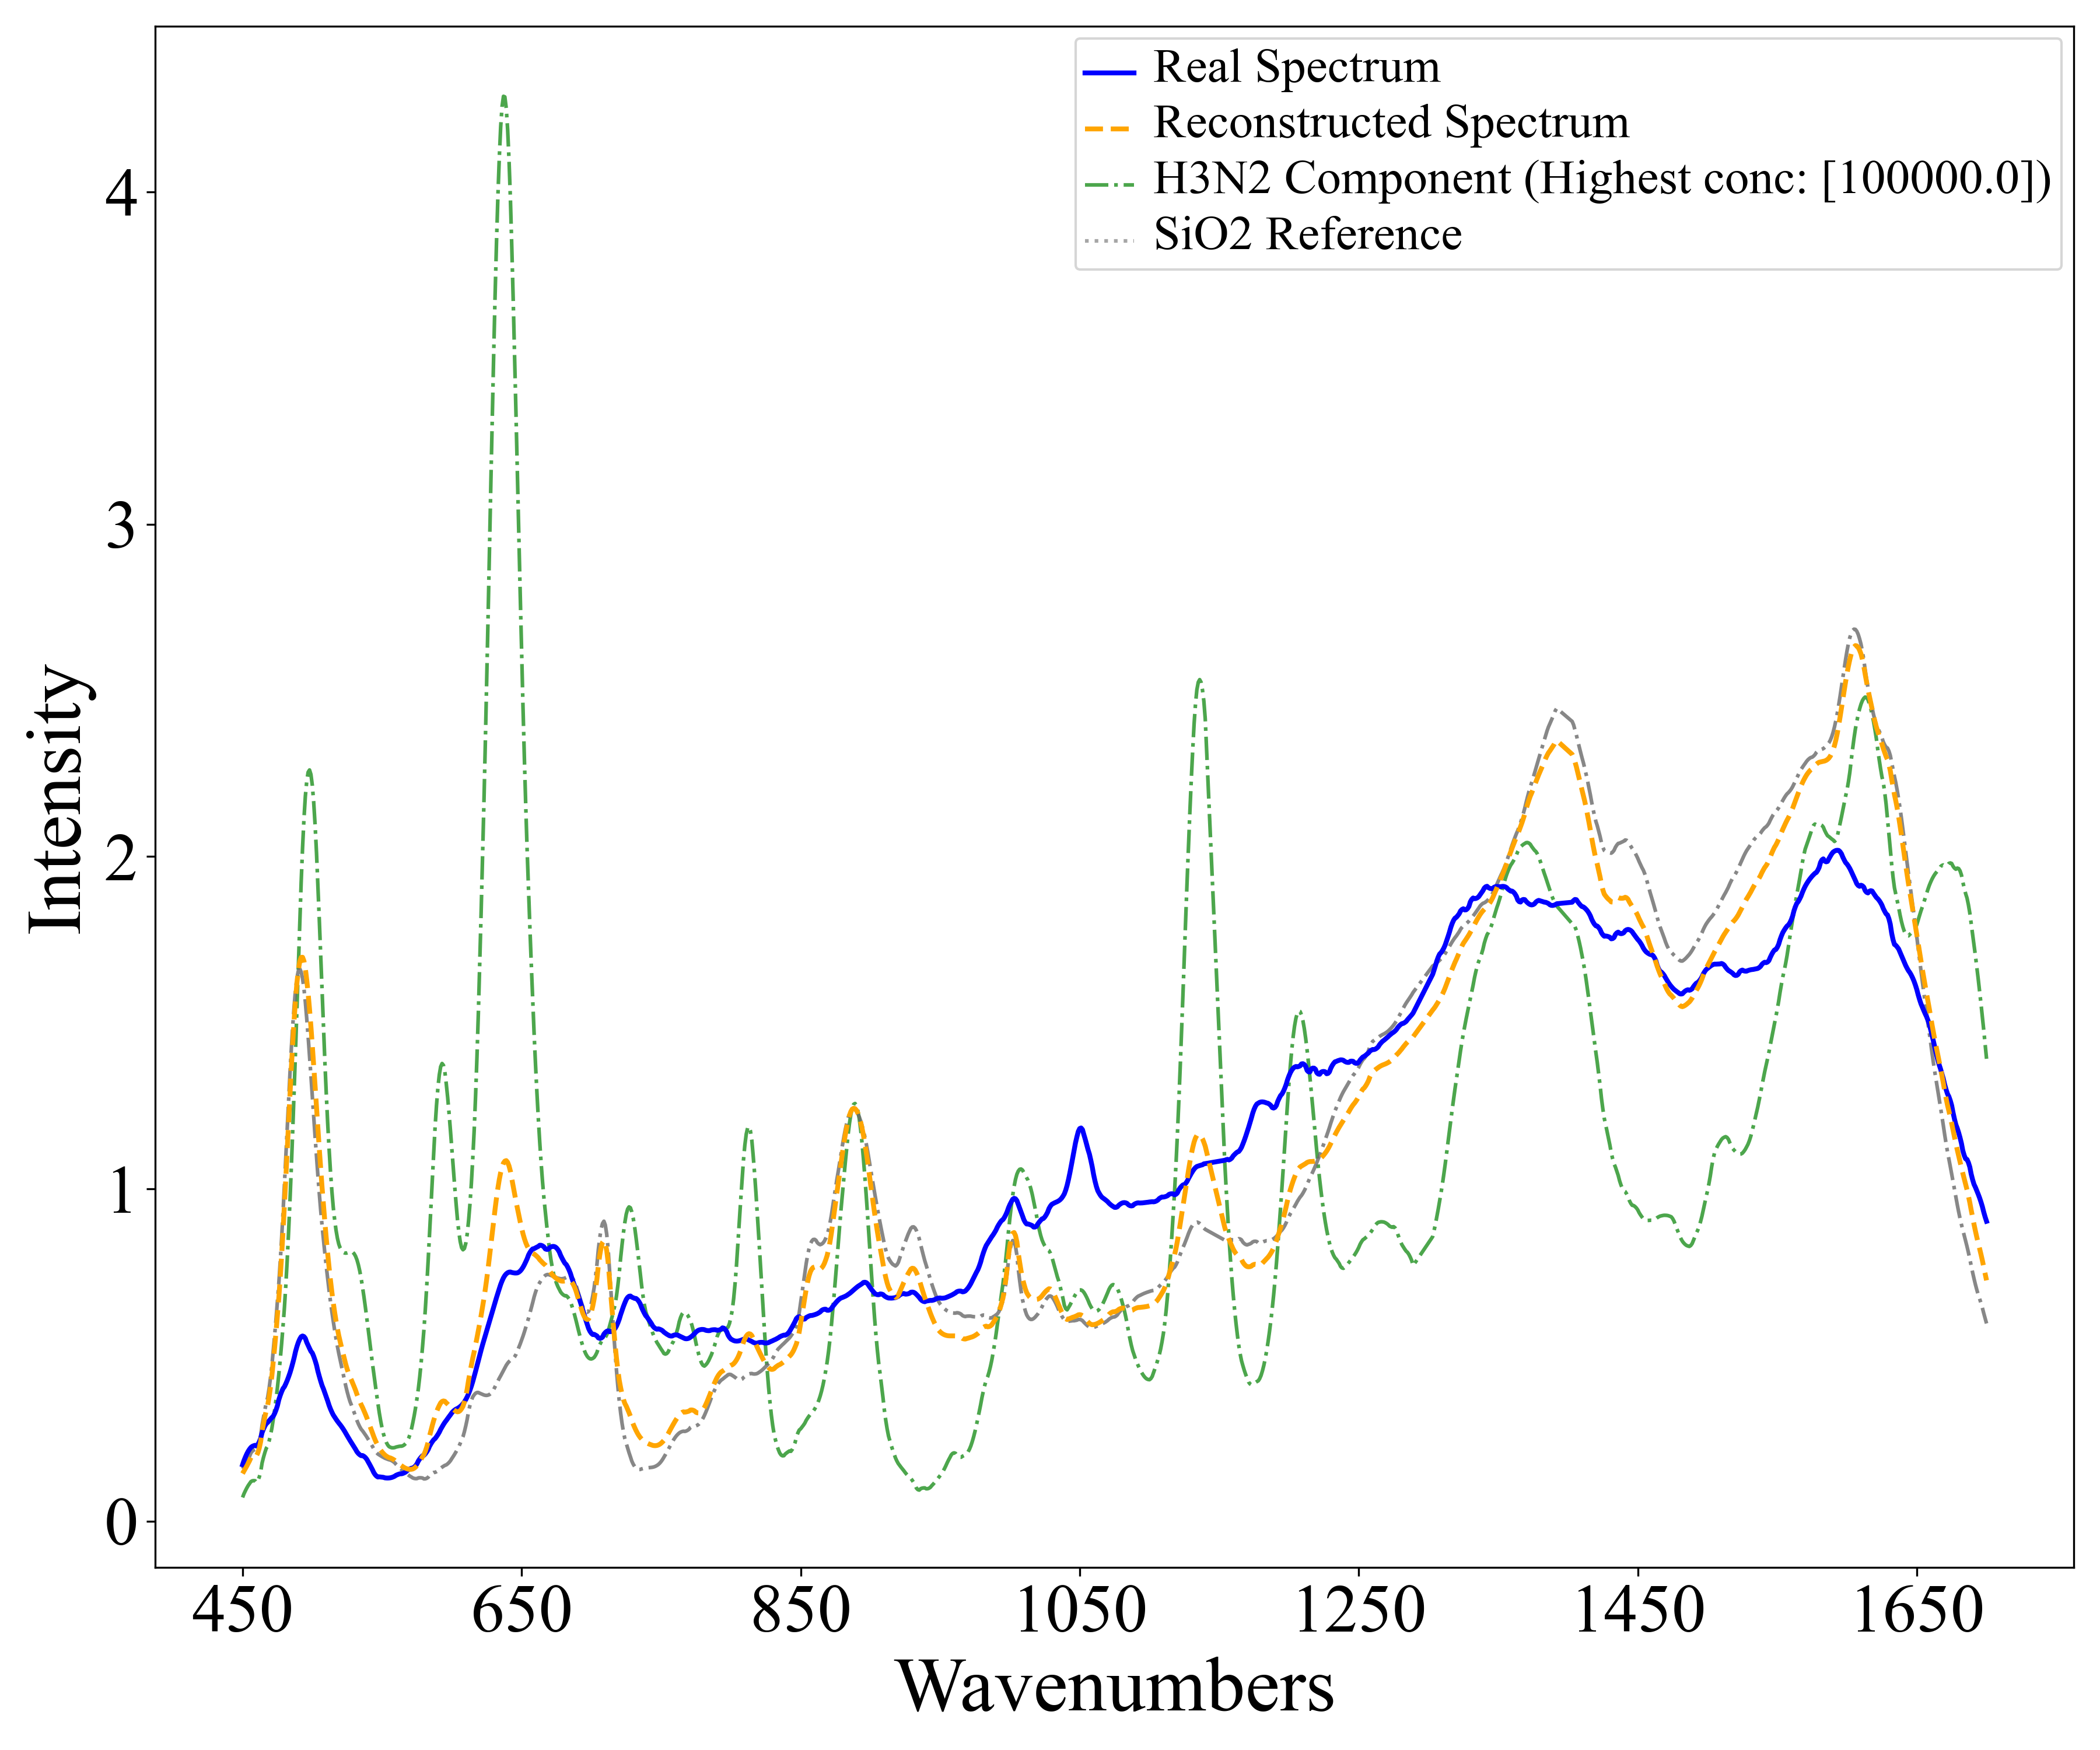 Real Spectrum
Reconstructed Spectrum
H3N2 Component (Highest conc: [100000.0])
SiO2 Reference
Intensity
4
3
2
1
0
450 650 850 1050 1250 1450 1650
Wavenumbers